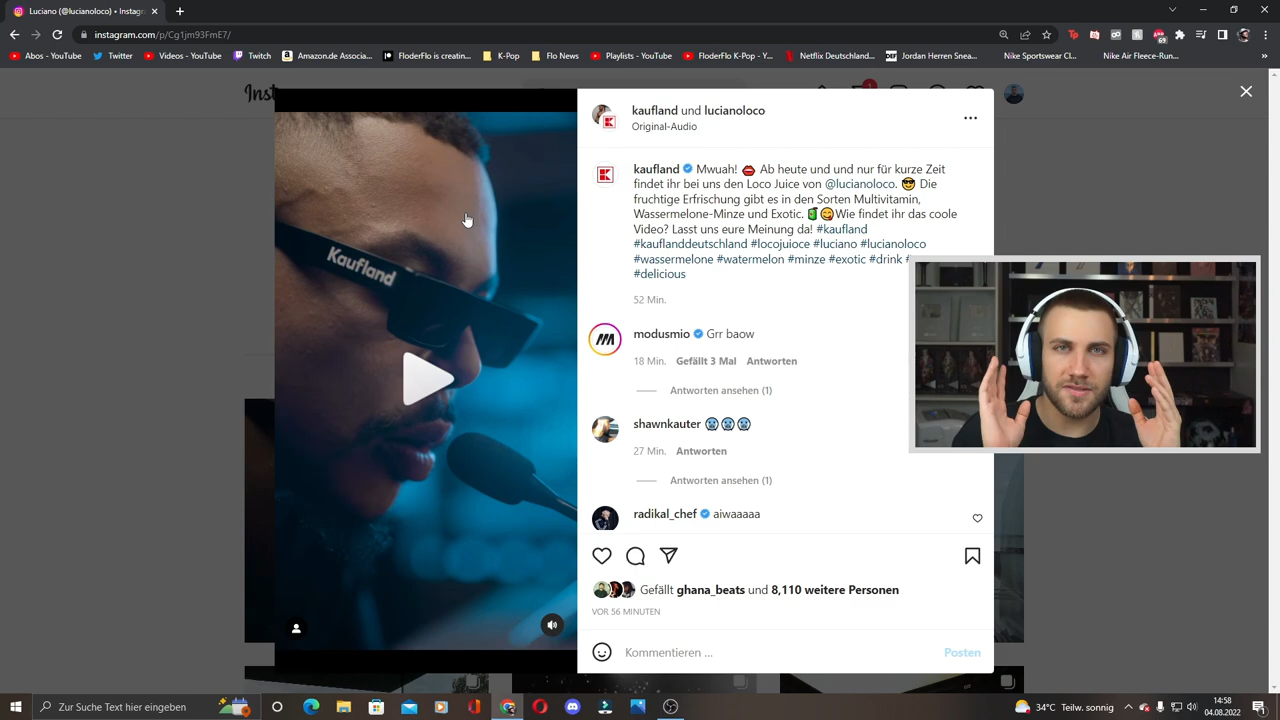 Luciano (@lucianoloco) • Instagram
instagram.com/p/Cg1jm93FmE7/
Abos - YouTube
Twitter
Videos - YouTube
Twitch
Amazon.de Associa...
FloderFlo is creatin...
K-Pop
Flo News
Playlists - YouTube
FloderFlo K-Pop - Y...
Netflix Deutschlan...
Jordan Herren Snea...
Nike Sportswear Cl...
Nike Air Fleece-Run...
kaufland und lucianoloco
Original-Audio
kaufland Mwuah! 👄 Ab heute und und nur für kurze Zeit
findet ihr bei uns den Loco Juice von @lucianoloco. 😎 Die
fruchtige Erfrischung gibt es in den Sorten Multivitamin,
Wassermelone-Minze und Exotic. 🧃😋Wie findet ihr das coole
Video? Lasst uns eure Meinung da! #kaufland
#kauflanddeutschland #locojuioce #luciano #lucianoloco
#wassermelone #watermelon #minze #exotic #drink #
#delicious
52 Min.
Kaufland
modusmio Grr baow
18 Min. Gefällt 3 Mal Antworten
Antworten ansehen (1)
shawnkauter 🥶🥶🥶
27 Min. Antworten
Antworten ansehen (1)
radikal_chef aiwaaaaa
Gefällt ghana_beats und 8,110 weitere Personen
VOR 56 MINUTEN
Kommentieren ...
Posten
Zur Suche Text hier eingeben
34°C Teilw. sonnig
14:58
04.08.2022